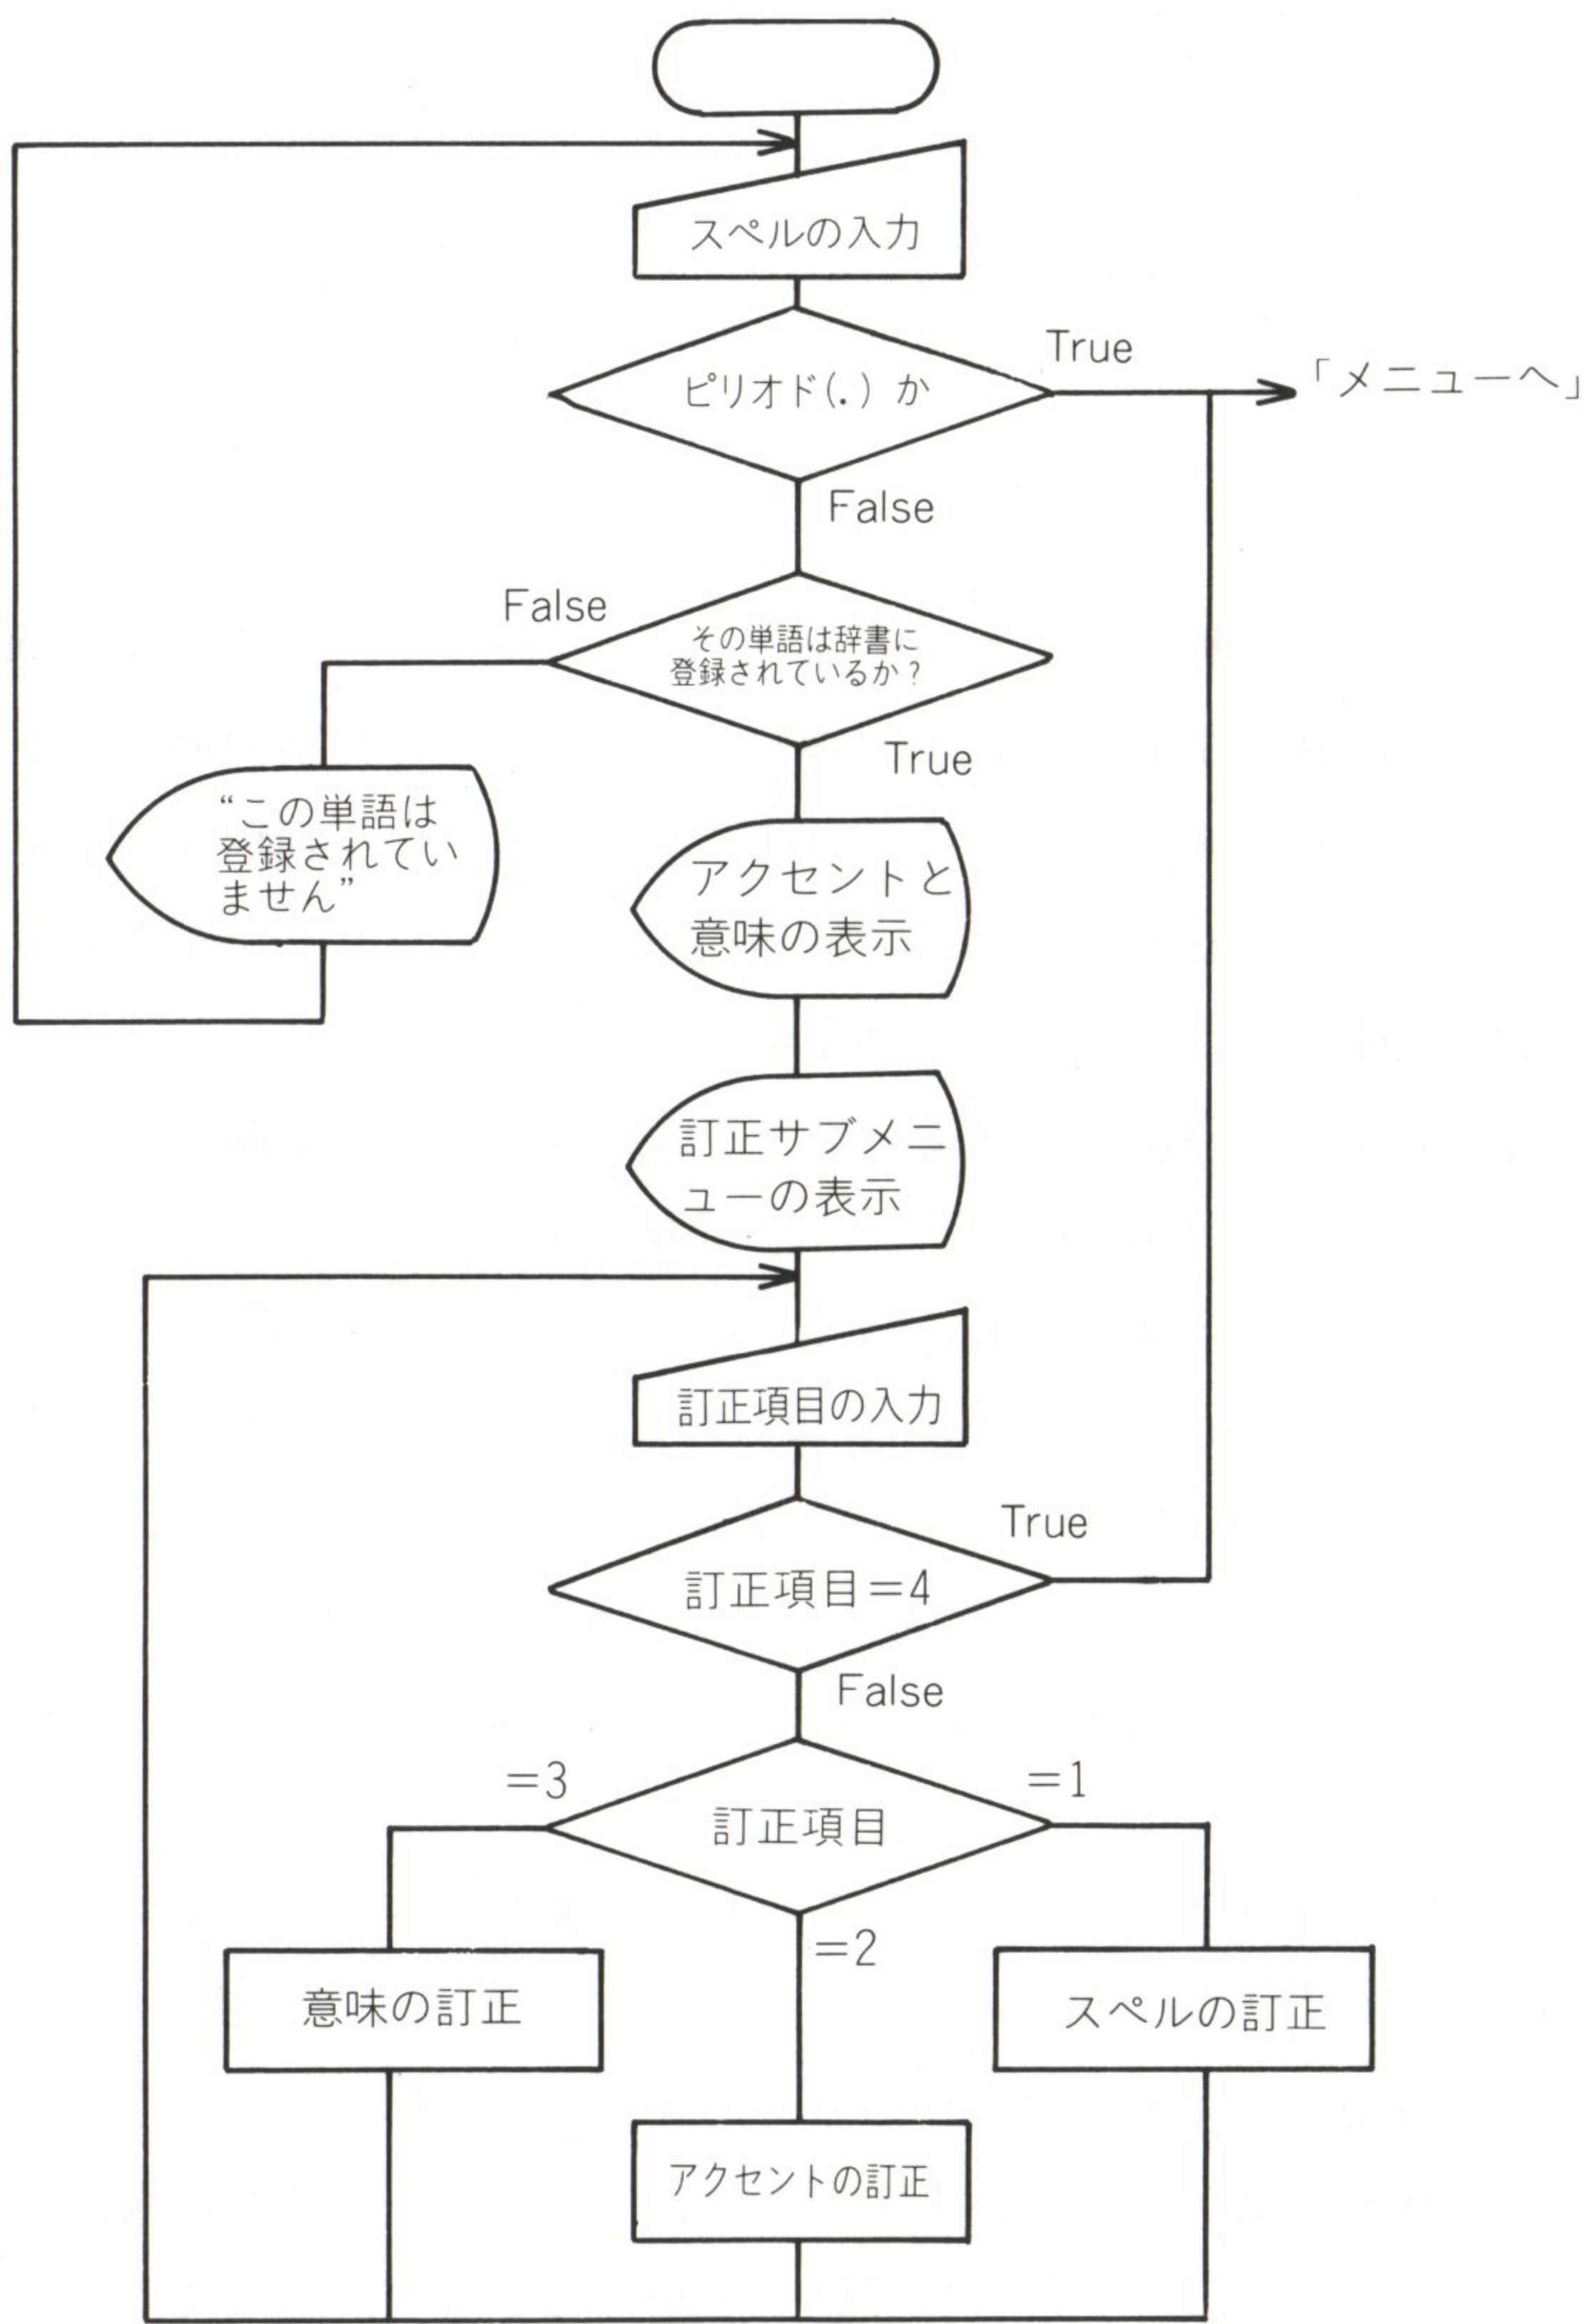 スペルの入力
True
ピリオド(.)か
「メニューへ」
False
False
その単語は辞書に
登録されているか?
True
“この単語は
登録されてい
ません”
アクセントと
意味の表示
訂正サブメニ
ューの表示
訂正項目の入力
True
訂正項目=4
False
=3
=1
訂正項目
=2
意味の訂正
スペルの訂正
アクセントの訂正